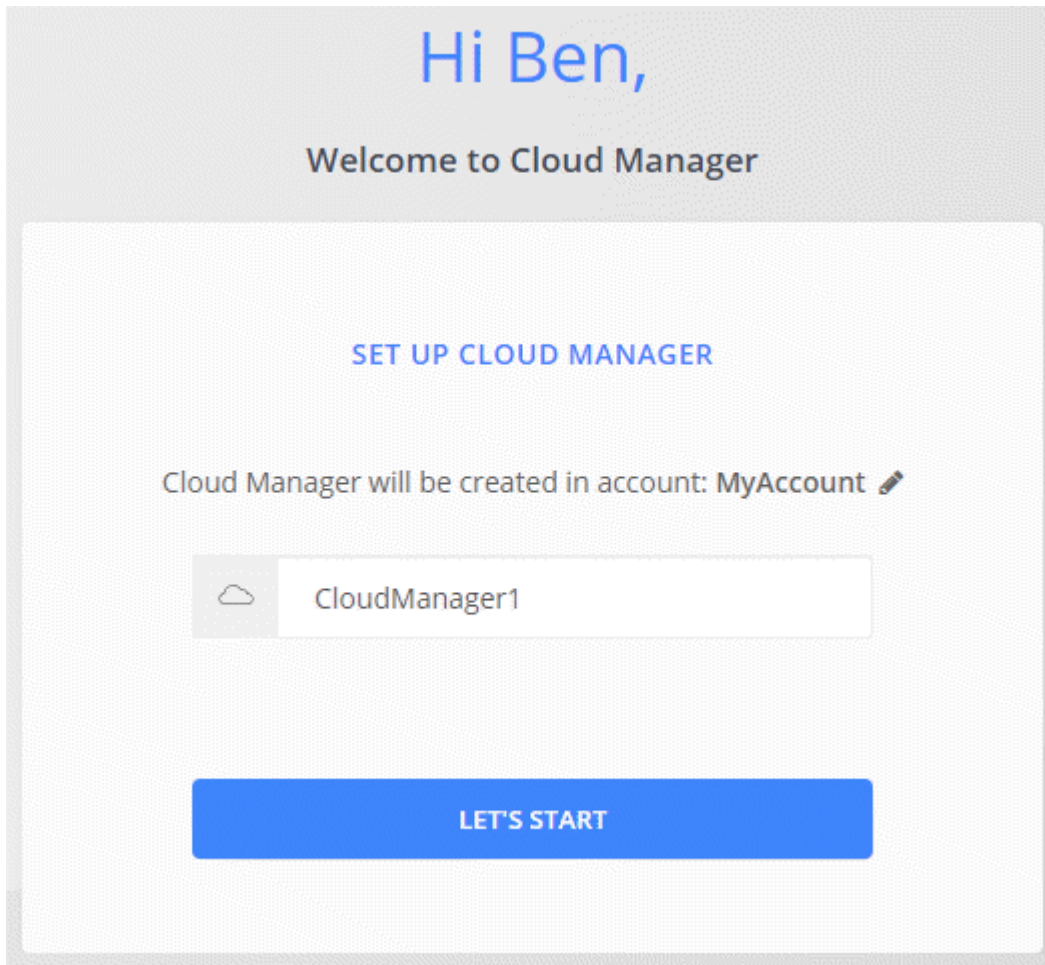 Hi Ben,
Welcome to Cloud Manager
SET UP CLOUD MANAGER
Cloud Manager will be created in account: MyAccount
CloudManager1
LET'S START